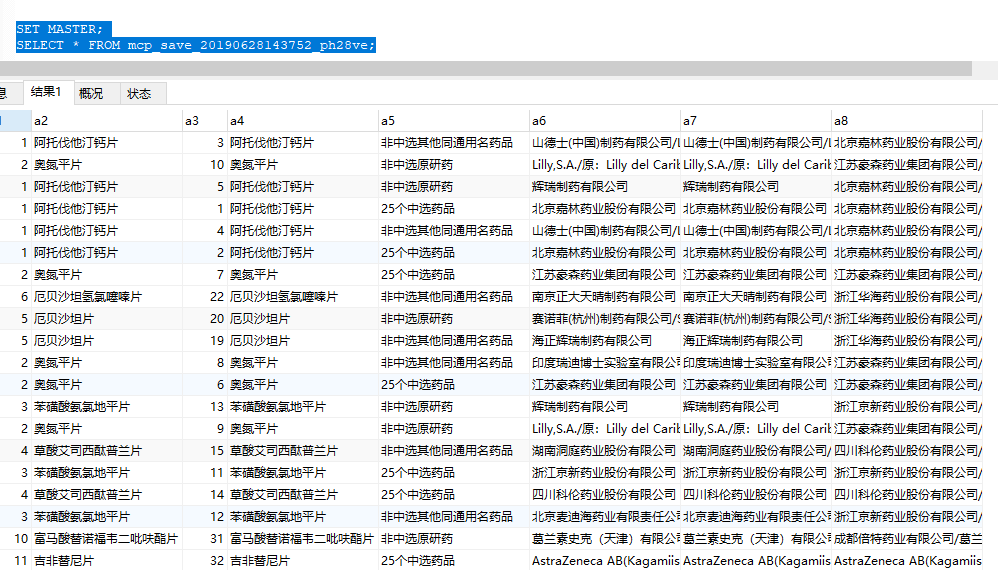 SET MASTER;
SELECT * FROM mcp_save_20190628143752_ph28ve;
息 结果1 概况 状态
a2 a3 a4 a5 a6 a7 a8
1 阿托伐他汀钙片 3 阿托伐他汀钙片 非中选其他同通用名药品 山德士(中国)制药有限公司/L 山德士(中国)制药有限公司/L 北京嘉林药业股份有限公司/
2 奥氮平片 10 奥氮平片 非中选原研药 Lilly,S.A./原：Lilly del Carib Lilly,S.A./原：Lilly del Carib 江苏豪森药业集团有限公司/
1 阿托伐他汀钙片 5 阿托伐他汀钙片 非中选原研药 辉瑞制药有限公司 辉瑞制药有限公司 北京嘉林药业股份有限公司/
1 阿托伐他汀钙片 1 阿托伐他汀钙片 25个中选药品 北京嘉林药业股份有限公司 北京嘉林药业股份有限公司 北京嘉林药业股份有限公司/
1 阿托伐他汀钙片 4 阿托伐他汀钙片 非中选其他同通用名药品 山德士(中国)制药有限公司/L 山德士(中国)制药有限公司/L 北京嘉林药业股份有限公司/
1 阿托伐他汀钙片 2 阿托伐他汀钙片 25个中选药品 北京嘉林药业股份有限公司 北京嘉林药业股份有限公司 北京嘉林药业股份有限公司/
2 奥氮平片 7 奥氮平片 25个中选药品 江苏豪森药业集团有限公司 江苏豪森药业集团有限公司 江苏豪森药业集团有限公司/
6 厄贝沙坦氢氯噻嗪片 22 厄贝沙坦氢氯噻嗪片 非中选其他同通用名药品 南京正大天晴制药有限公司 南京正大天晴制药有限公司 浙江华海药业股份有限公司/
5 厄贝沙坦片 20 厄贝沙坦片 非中选原研药 赛诺菲(杭州)制药有限公司/S 赛诺菲(杭州)制药有限公司/S 浙江华海药业股份有限公司/
5 厄贝沙坦片 19 厄贝沙坦片 非中选其他同通用名药品 海正辉瑞制药有限公司 海正辉瑞制药有限公司 浙江华海药业股份有限公司/
2 奥氮平片 8 奥氮平片 非中选其他同通用名药品 印度瑞迪博士实验室有限公 印度瑞迪博士实验室有限公 江苏豪森药业集团有限公司/
2 奥氮平片 6 奥氮平片 25个中选药品 江苏豪森药业集团有限公司 江苏豪森药业集团有限公司 江苏豪森药业集团有限公司/
3 苯磺酸氨氯地平片 13 苯磺酸氨氯地平片 非中选原研药 辉瑞制药有限公司 辉瑞制药有限公司 浙江京新药业股份有限公司/
2 奥氮平片 9 奥氮平片 非中选原研药 Lilly,S.A./原：Lilly del Carib Lilly,S.A./原：Lilly del Carib 江苏豪森药业集团有限公司/
4 草酸艾司西酞普兰片 15 草酸艾司西酞普兰片 非中选其他同通用名药品 湖南洞庭药业股份有限公司 湖南洞庭药业股份有限公司/ 四川科伦药业股份有限公司/
3 苯磺酸氨氯地平片 11 苯磺酸氨氯地平片 25个中选药品 浙江京新药业股份有限公司 浙江京新药业股份有限公司 浙江京新药业股份有限公司/
4 草酸艾司西酞普兰片 14 草酸艾司西酞普兰片 25个中选药品 四川科伦药业股份有限公司 四川科伦药业股份有限公司 四川科伦药业股份有限公司/
3 苯磺酸氨氯地平片 12 苯磺酸氨氯地平片 非中选其他同通用名药品 北京麦迪海药业有限责任公司 北京麦迪海药业有限责任公司 浙江京新药业股份有限公司/
10 富马酸替诺福韦二吡呋酯片 31 富马酸替诺福韦二吡呋酯片 非中选原研药 葛兰素史克（天津）有限公 葛兰素史克（天津）有限公 成都倍特药业有限公司/葛兰
11 吉非替尼片 32 吉非替尼片 25个中选药品 AstraZeneca AB(Kagamiis AstraZeneca AB(Kagamiis AstraZeneca AB(Kagamiis